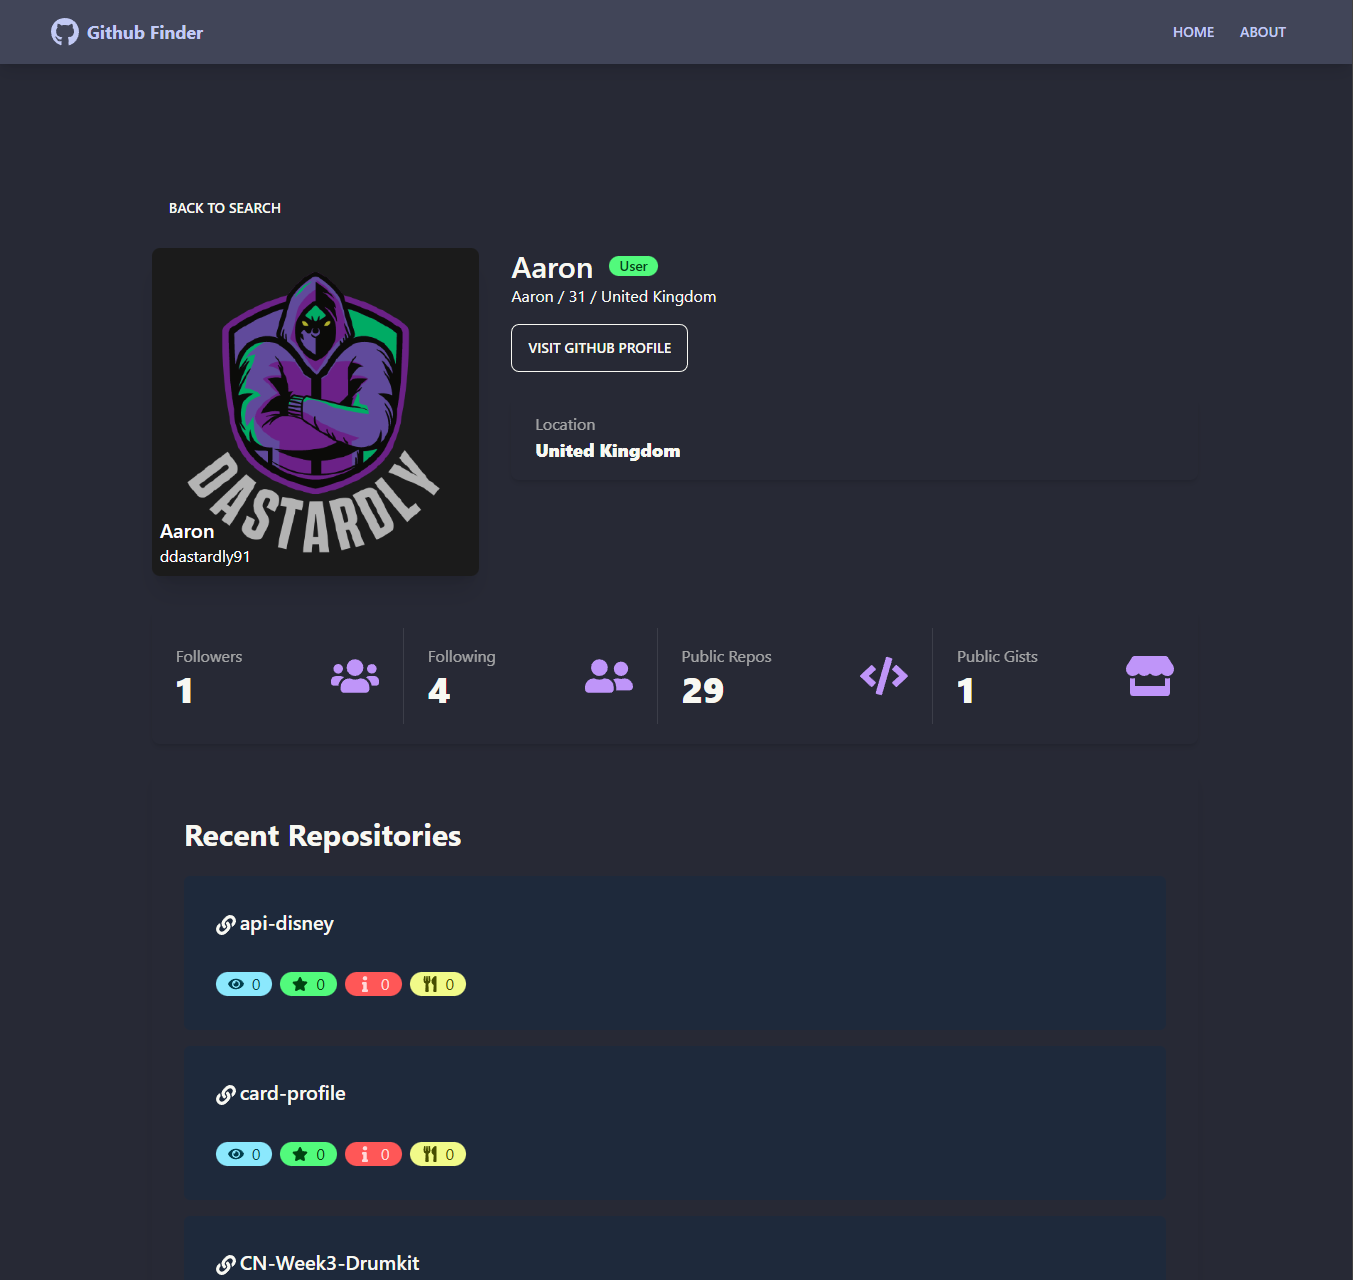 Github Finder
HOME
ABOUT
BACK TO SEARCH
DASTARDLY
Aaron
ddastardly91
Aaron
User
Aaron / 31 / United Kingdom
VISIT GITHUB PROFILE
Location
United Kingdom
Followers
1
Following
4
Public Repos
29
Public Gists
1
Recent Repositories
api-disney
0
0
0
0
card-profile
0
0
0
0
CN-Week3-Drumkit